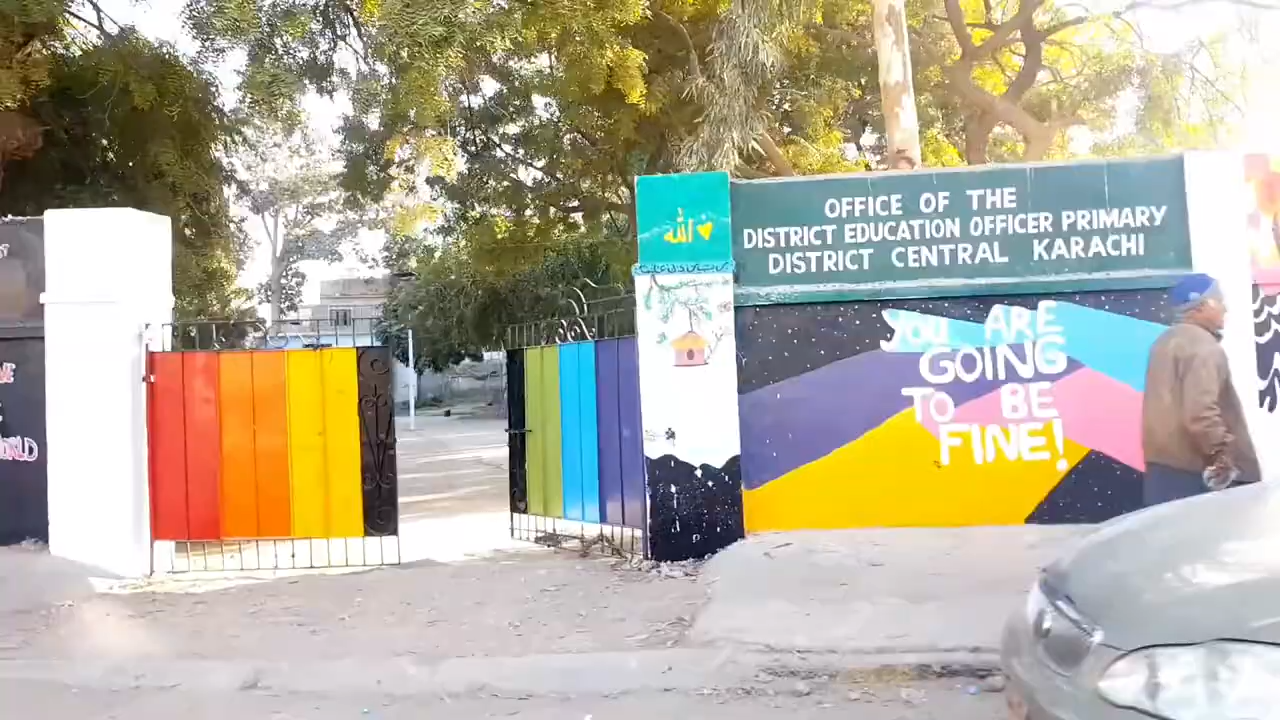 الله
OFFICE OF THE
DISTRICT EDUCATION OFFICER PRIMARY
DISTRICT CENTRAL KARACHI
YOU ARE
GOING
TO BE
FINE!